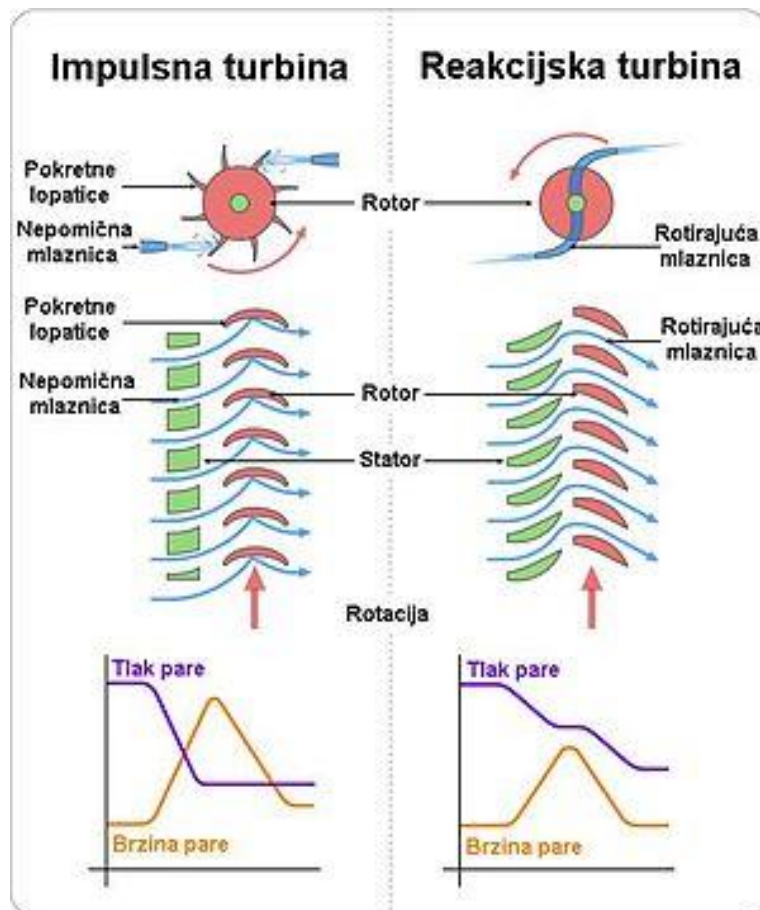 Impulsna turbina
Reakcijska turbina
Pokretne
lopatice
Nepomična
mlaznica
Rotor
Rotirajuća
mlaznica
Pokretne
lopatice
Nepomična
mlaznica
Rotirajuća
mlaznica
Rotor
Stator
Rotacija
Tlak pare
Brzina pare
Tlak pare
Brzina pare